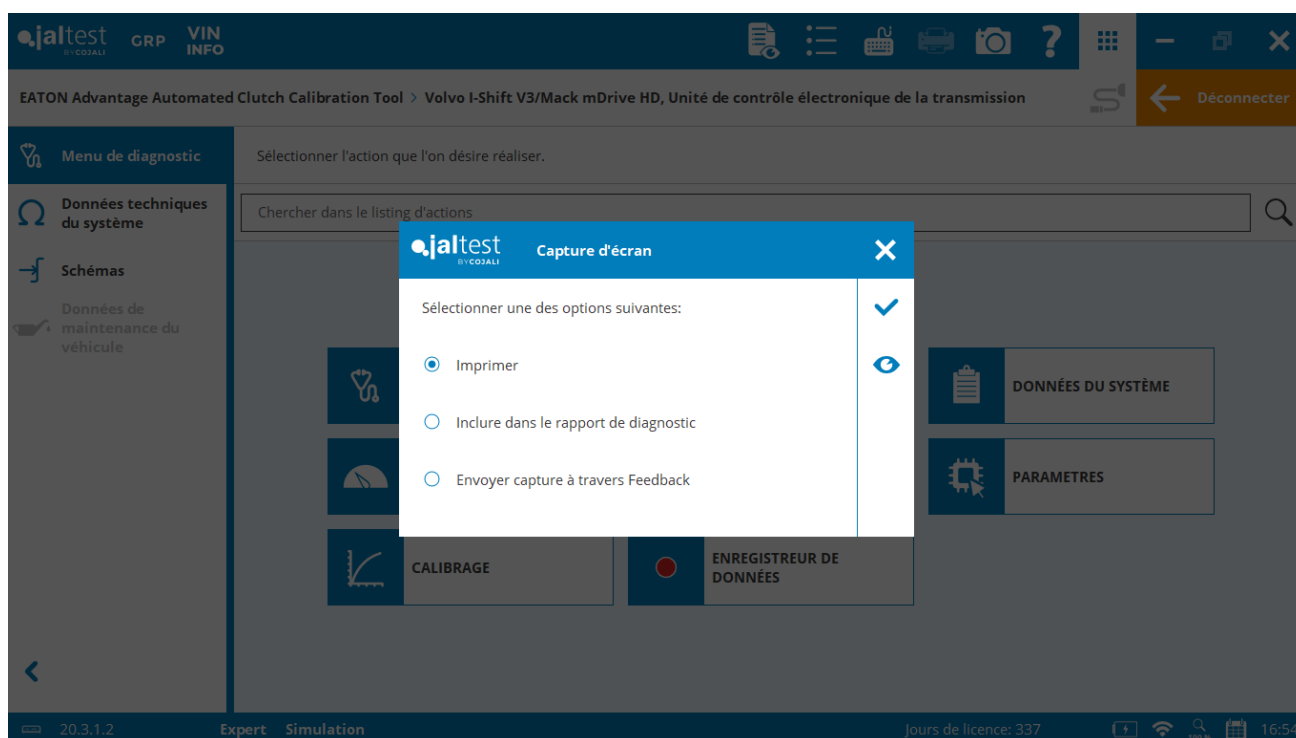 jaltest
BY COJALI
GRP
VIN
INFO
EATON Advantage Automated Clutch Calibration Tool > Volvo I-Shift V3/Mack mDrive HD, Unité de contrôle électronique de la transmission
Déconnecter
Menu de diagnostic
Sélectionner l'action que l'on désire réaliser.
Données techniques
du système
Chercher dans le listing d'actions
Schémas
Données de
maintenance du
véhicule
jaltest
BY COJALI
Capture d'écran
Sélectionner une des options suivantes:
Imprimer
Inclure dans le rapport de diagnostic
Envoyer capture à travers Feedback
DONNÉES DU SYSTÈME
PARAMETRES
CALIBRAGE
ENREGISTREUR DE
DONNÉES
20.3.1.2
Expert
Simulation
Jours de licence: 337
16:54